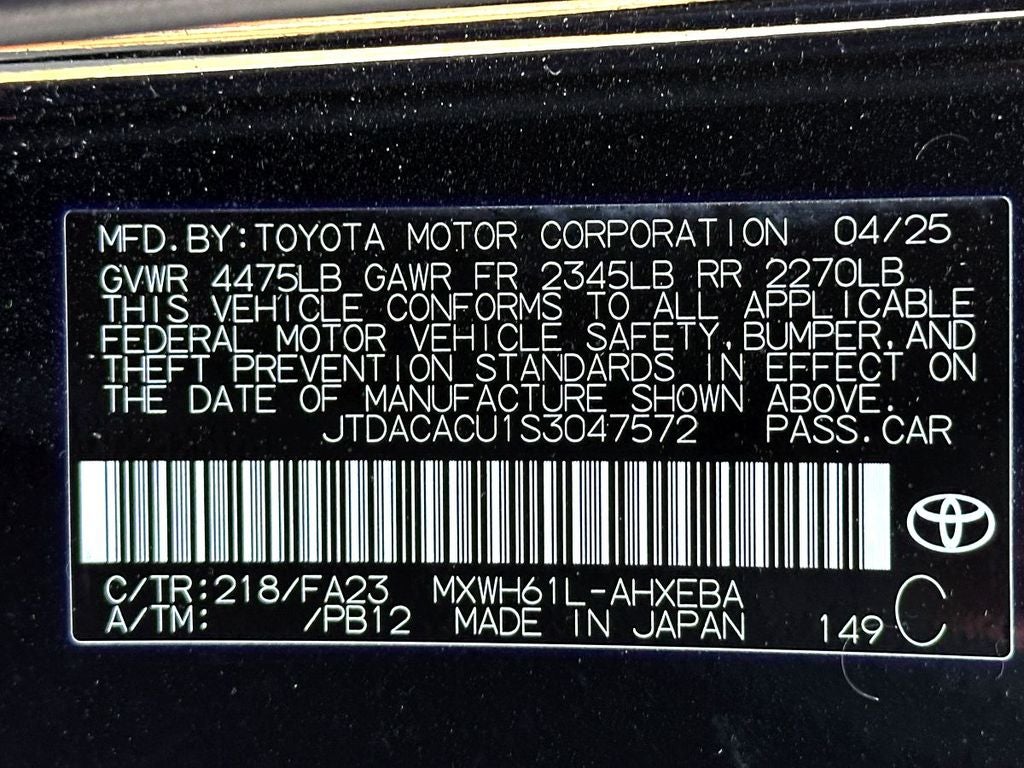 MFD.BY:TOYOTA MOTOR CORPORATION 04/25
GVWR 4475LB GAWR FR 2345LB RR 2270LB
THIS VEHICLE CONFORMS TO ALL APPLICABLE
FEDERAL MOTOR VEHICLE SAFETY,BUMPER,AND
THEFT PREVENTION STANDARDS IN EFFECT ON
THE DATE OF MANUFACTURE SHOWN ABOVE.
JTDACACU1S3047572 PASS.CAR
C/TR:218/FA23 MXWH61L-AHXEBA
A/TM: /PB12 MADE IN JAPAN 149 C